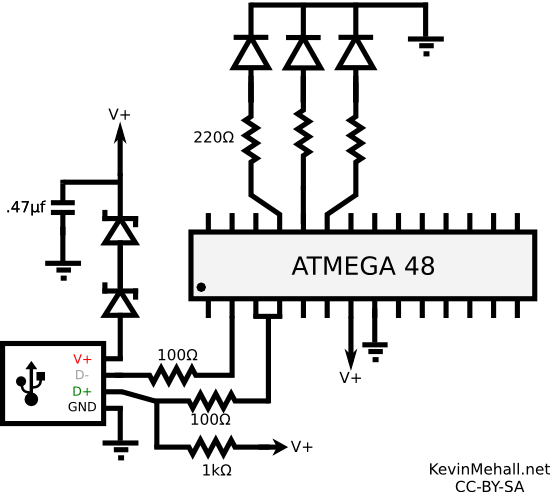 220Ω
V+
.47µf
ATMEGA 48
V+
D-
D+
GND
100Ω
100Ω
1kΩ
V+
V+
KevinMehall.net
CC-BY-SA